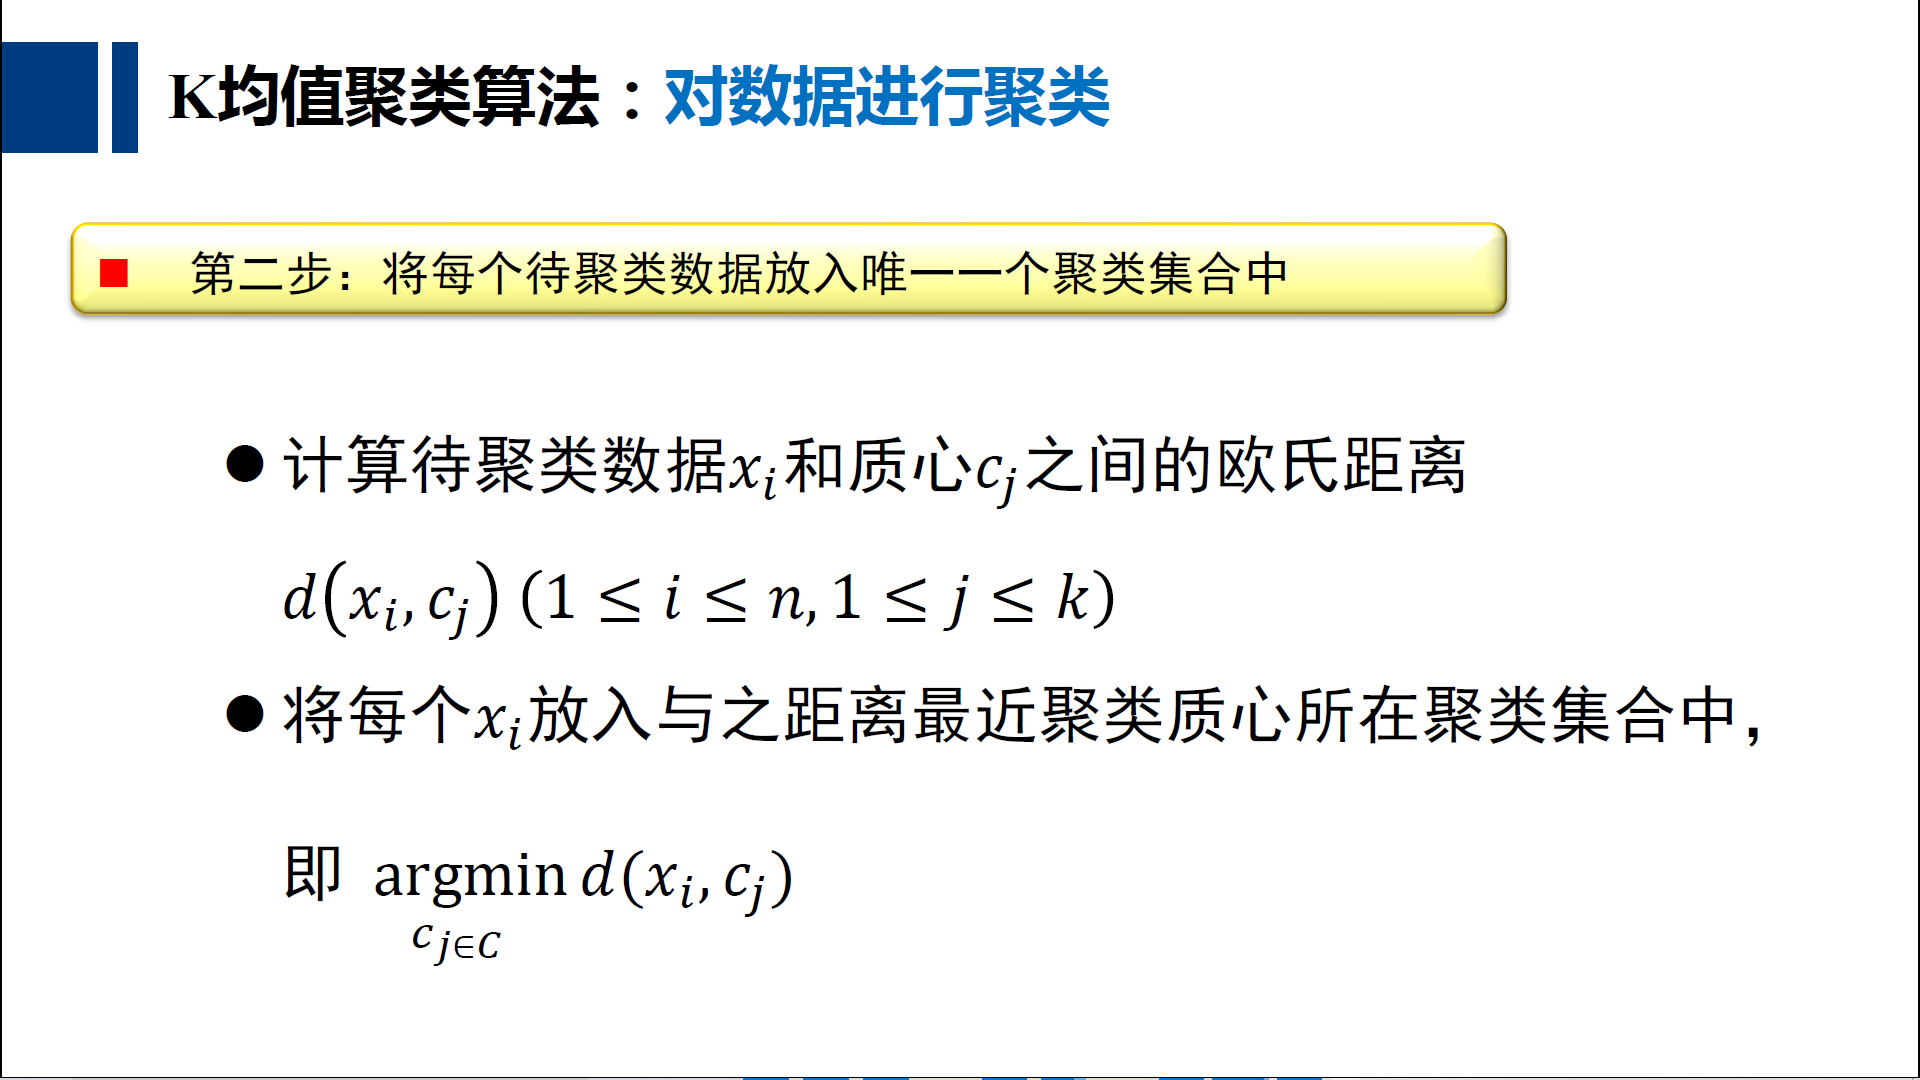 K均值聚类算法：对数据进行聚类
第二步：将每个待聚类数据放入唯一一个聚类集合中
计算待聚类数据xᵢ和质心cⱼ之间的欧氏距离
d(xᵢ, cⱼ) (1 ≤ i ≤ n, 1 ≤ j ≤ k)
将每个xᵢ放入与之距离最近聚类质心所在聚类集合中，
即 argmin d(xᵢ, cⱼ)
cⱼ∈C